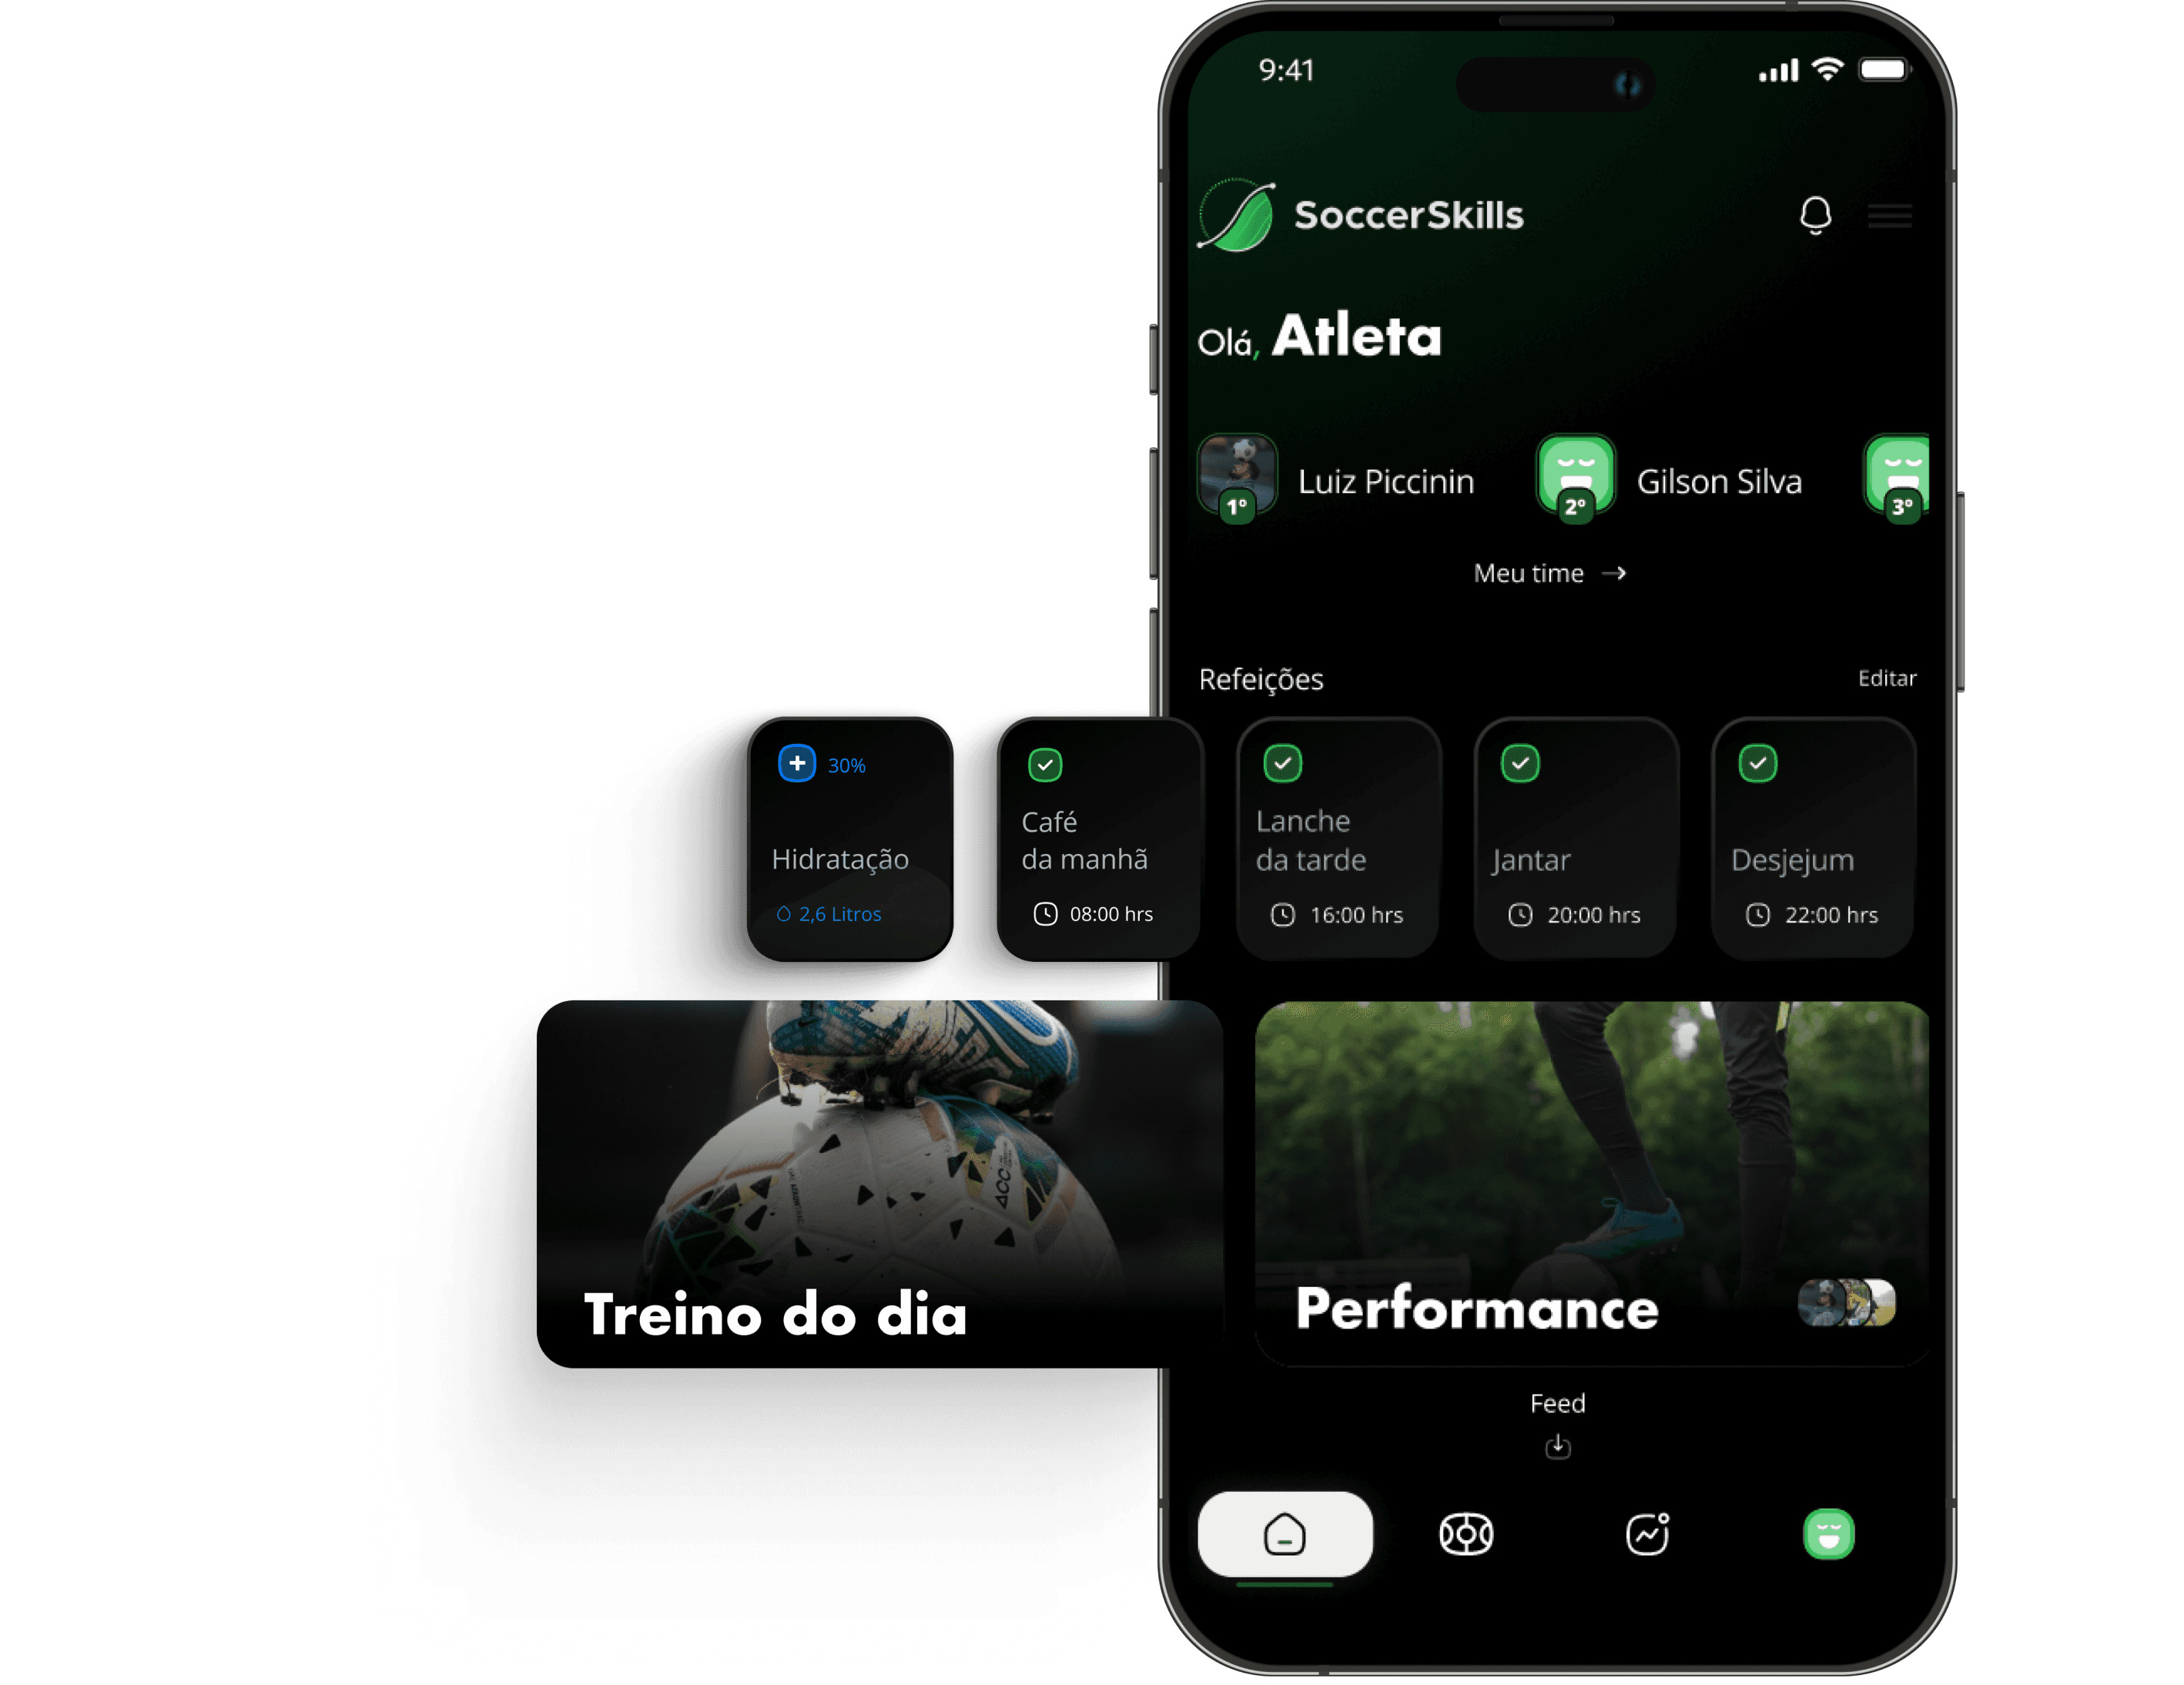 9:41
SoccerSkills
Olá, Atleta
1º
Luiz Piccinin
2º
Gilson Silva
3º
Meu time →
Refeições
Editar
30%
Hidratação
2,6 Litros
Café
da manhã
08:00 hrs
Lanche
da tarde
16:00 hrs
Jantar
20:00 hrs
Desjejum
22:00 hrs
ACC
Treino do dia
Performance
Feed